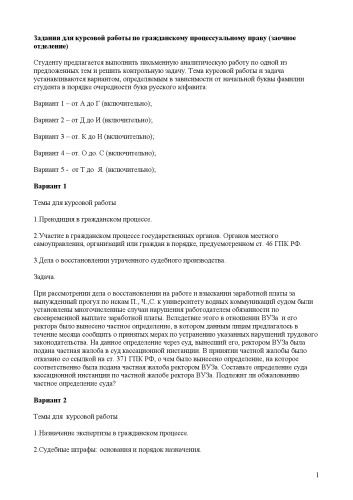 Задания для курсовой работы по гражданскому процессуальному праву (заочное
отделение)
Студенту предлагается выполнить письменную аналитическую работу по одной из
предложенных тем и решить контрольную задачу. Тема курсовой работы и задача
устанавливаются вариантом, определяемым в зависимости от начальной буквы фамилии
студента в порядке очередности букв русского алфавита:
Вариант 1 – от А до Г (включительно);
Вариант 2 – от Д до И (включительно);
Вариант 3 – от. К до Н (включительно);
Вариант 4 – от. О до. С (включительно);
Вариант 5 - от Т до Я. (включительно);
Вариант 1
Темы для курсовой работы
1.Преюдиция в гражданском процессе.
2.Участие в гражданском процессе государственных органов. Органов местного
самоуправления, организаций или граждан в порядке, предусмотренном ст. 46 ГПК РФ.
3.Дела о восстановлении утраченного судебного производства.
Задача.
При рассмотрении дела о восстановлении на работе и взыскании заработной платы за
вынужденный прогул по искам П., Ч.,С. к университету водных коммуникаций судом были
установлены многочисленные случаи нарушения работодателем обязанности по
своевременной выплате заработной платы. Вследствие этого в отношении ВУЗа и его
ректора было вынесено частное определение, в котором данным лицам предлагалось в
течение месяца сообщить о принятых мерах по устранению указанных нарушений трудового
законодательства. На данное определение через суд, вынесший его, ректором ВУЗа была
подана частная жалоба в суд кассационной инстанции. В принятии частной жалобы было
отказано со ссылкой на ст. 371 ГПК РФ, о чем было вынесено определение, на которое
соответственно была подана частная жалоба ректором ВУЗа. Составьте определение суда
кассационной инстанции по частной жалобе ректора ВУЗа. Подлежит ли обжалованию
частное определение суда?
Вариант 2
Темы для курсовой работы
1.Назначение экспертизы в гражданском процессе.
2.Судебные штрафы: основания и порядок назначения.
1